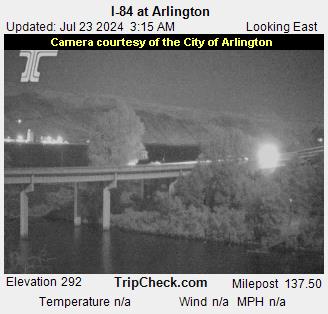 I-84 at Arlington
Updated: Jul 23 2024 3:15 AM Looking East
Camera courtesy of the City of Arlington
Elevation 292 TripCheck.com Milepost 137.50
Temperature n/a Wind n/a MPH n/a